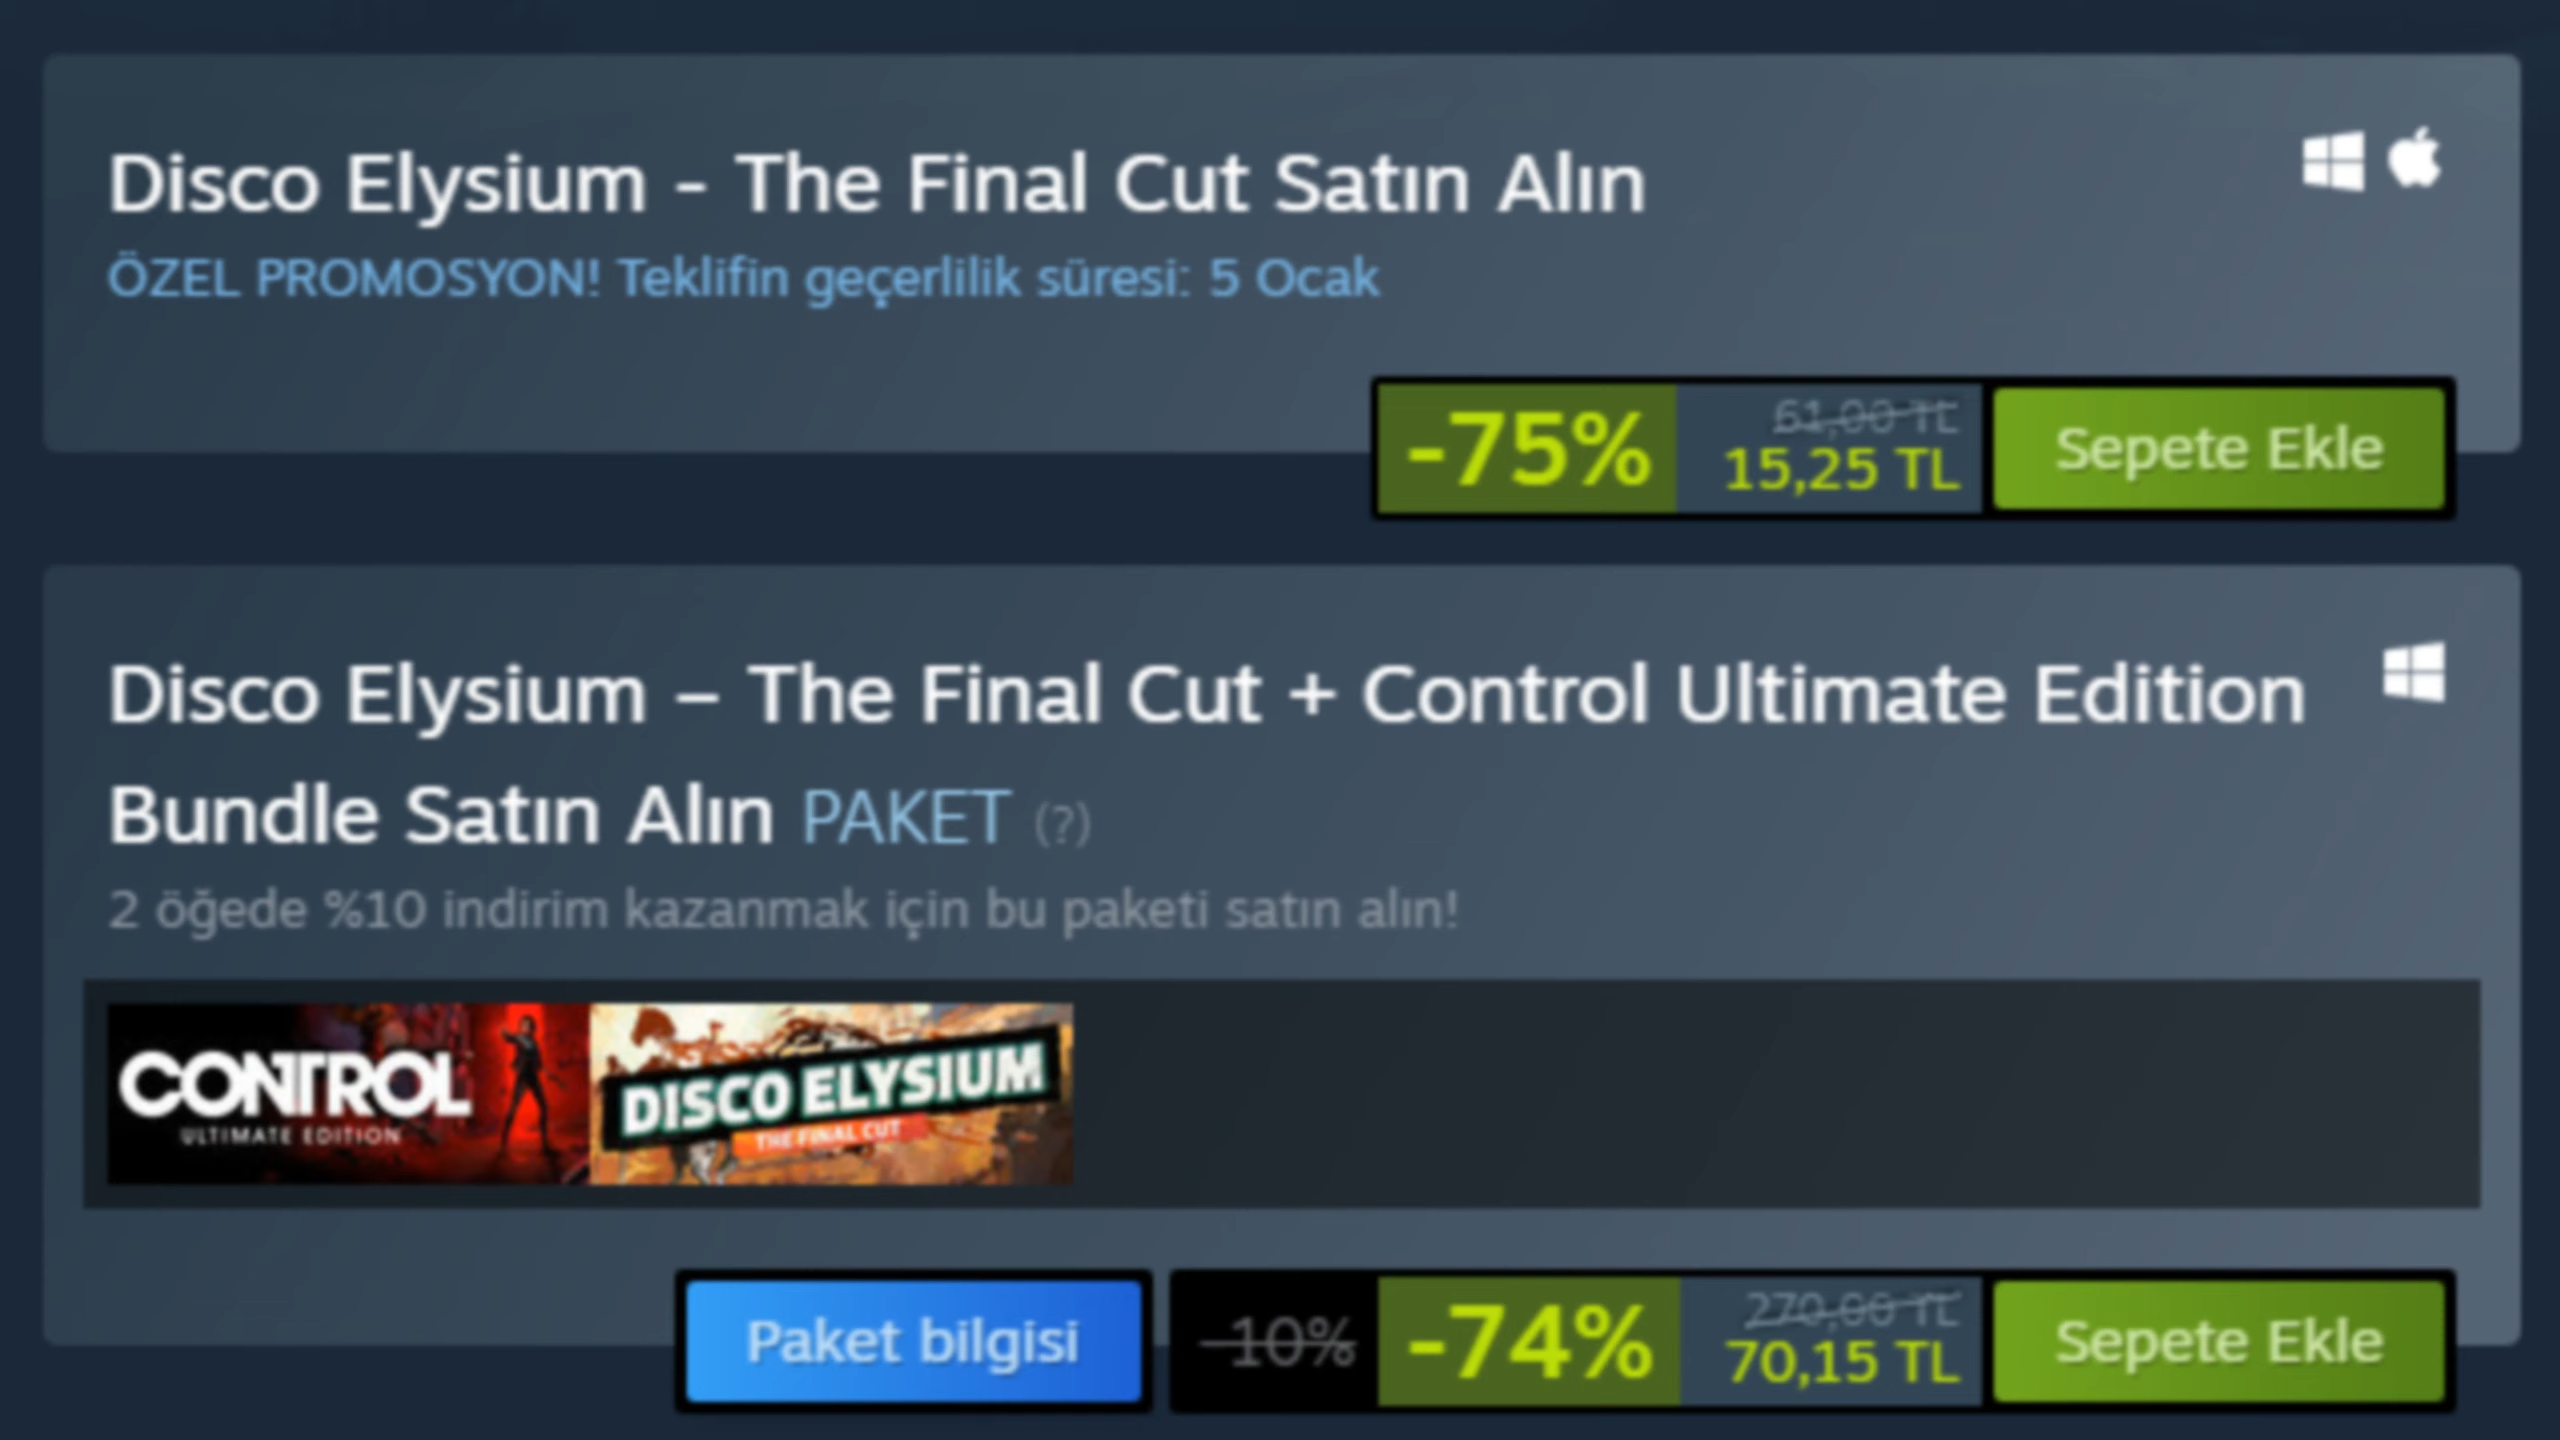 Disco Elysium - The Final Cut Satın Alın
ÖZEL PROMOSYON! Teklifin geçerlilik süresi: 5 Ocak
-75%
61,00 TL
15,25 TL
Sepete Ekle
Disco Elysium – The Final Cut + Control Ultimate Edition
Bundle Satın Alın PAKET (?)
2 öğede %10 indirim kazanmak için bu paketi satın alın!
CONTROL
ULTIMATE EDITION
DISCO ELYSIUM
THE FINAL CUT
Paket bilgisi
-10%
-74%
270,00 TL
70,15 TL
Sepete Ekle